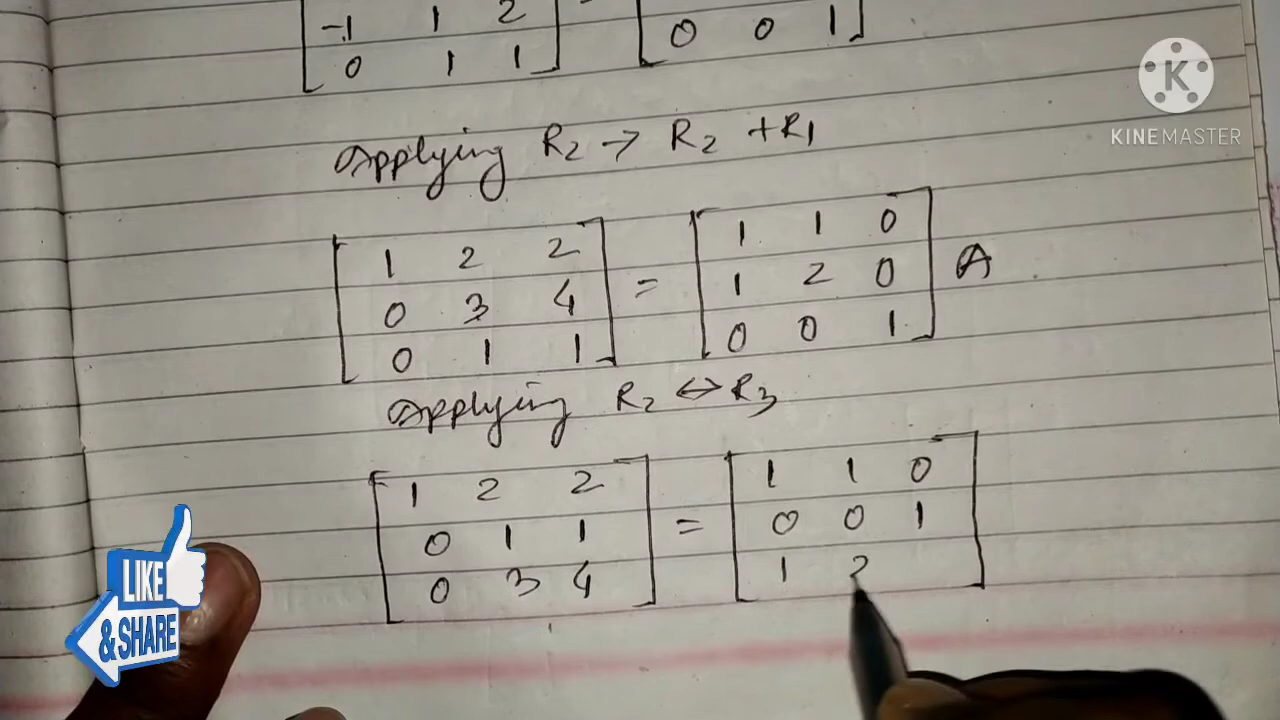 -1 1 2
0 1 1
0 0 1
KINEMASTER
Applying R2 → R2 + R1
1 2 2
0 3 4
0 1 1
=
1 1 0
1 2 0
0 0 1
A
Applying R2 ↔ R3
1 2 2
0 1 1
0 3 4
=
1 1 0
0 0 1
1 2
LIKE
& SHARE